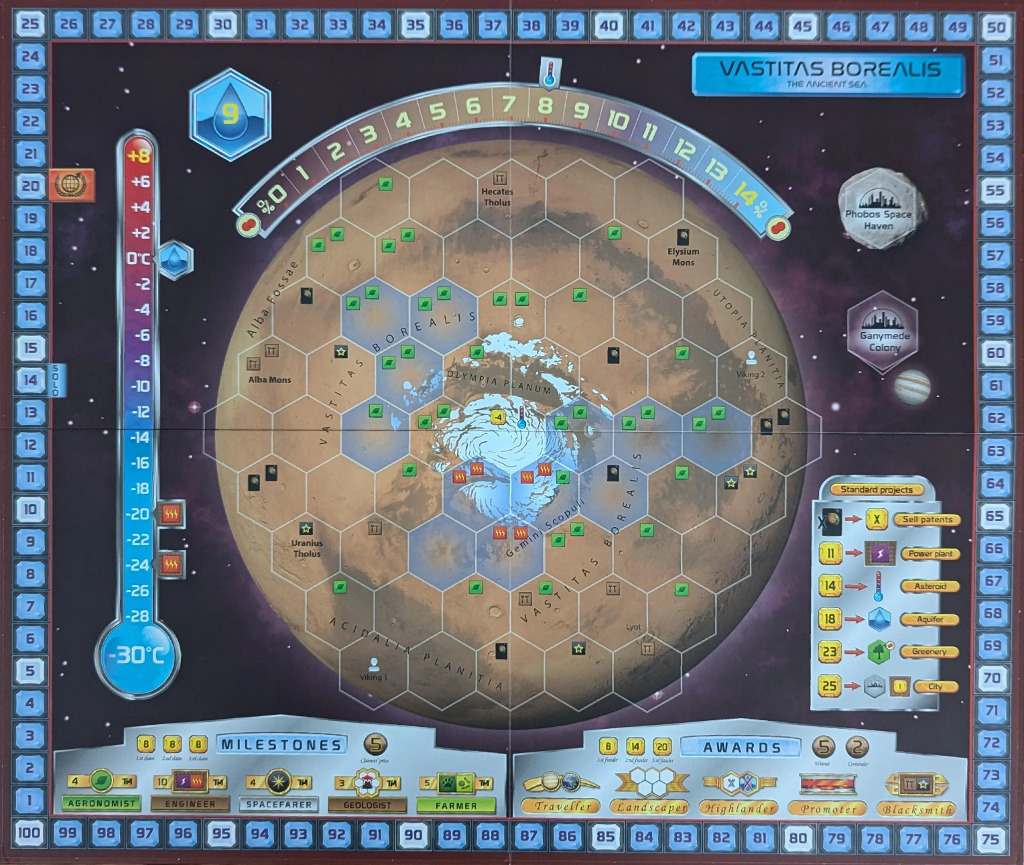 25 26 27 28 29 30 31 32 33 34 35 36 37 38 39 40 41 42 43 44 45 46 47 48 49 50
24
23
22
21
20
19
18
17
16
15
14
13
12
11
10
9
8
7
6
5
4
3
2
1
51
52
53
54
55
56
57
58
59
60
61
62
63
64
65
66
67
68
69
70
71
72
73
74
VASTITAS BOREALIS
THE ANCIENT SEA
9
% 0 1 2 3 4 5 6 7 8 9 10 11 12 13 14 %
+8
+6
+4
+2
0°C
-2
-4
-6
-8
-10
-12
-14
-16
-18
-20
-22
-24
-26
-28
-30°C
SOLO
Phobos Space
Haven
Ganymede
Colony
Hecates
Tholus
Elysium
Mons
Alba Fossae
UTOPIA PLANITIA
VASTITAS BOREALIS
OLYMPIA PLANUM
Viking 2
Alba Mons
-4
Gemini Scopuli
VASTITAS BOREALIS
Uranius
Tholus
ACIDALIA PLANITIA
Lyot
Viking 1
Standard projects
X X Sell patents
11 Power plant
14 Asteroid
18 Aquifer
23 Greenery
25 1 City
8 8 8 MILESTONES 5
1st claim 2nd claim 3rd claim Claimers' prize
4 TM 10 TM 4 TM 3 TM 5 TM
AGRONOMIST ENGINEER SPACEFARER GEOLOGIST FARMER
8 14 20 AWARDS 5 2
1st funder 2nd funder 3rd funder Winner
X
Traveller Landscaper Highlander Promoter Blacksmith
100 99 98 97 96 95 94 93 92 91 90 89 88 87 86 85 84 83 82 81 80 79 78 77 76 75